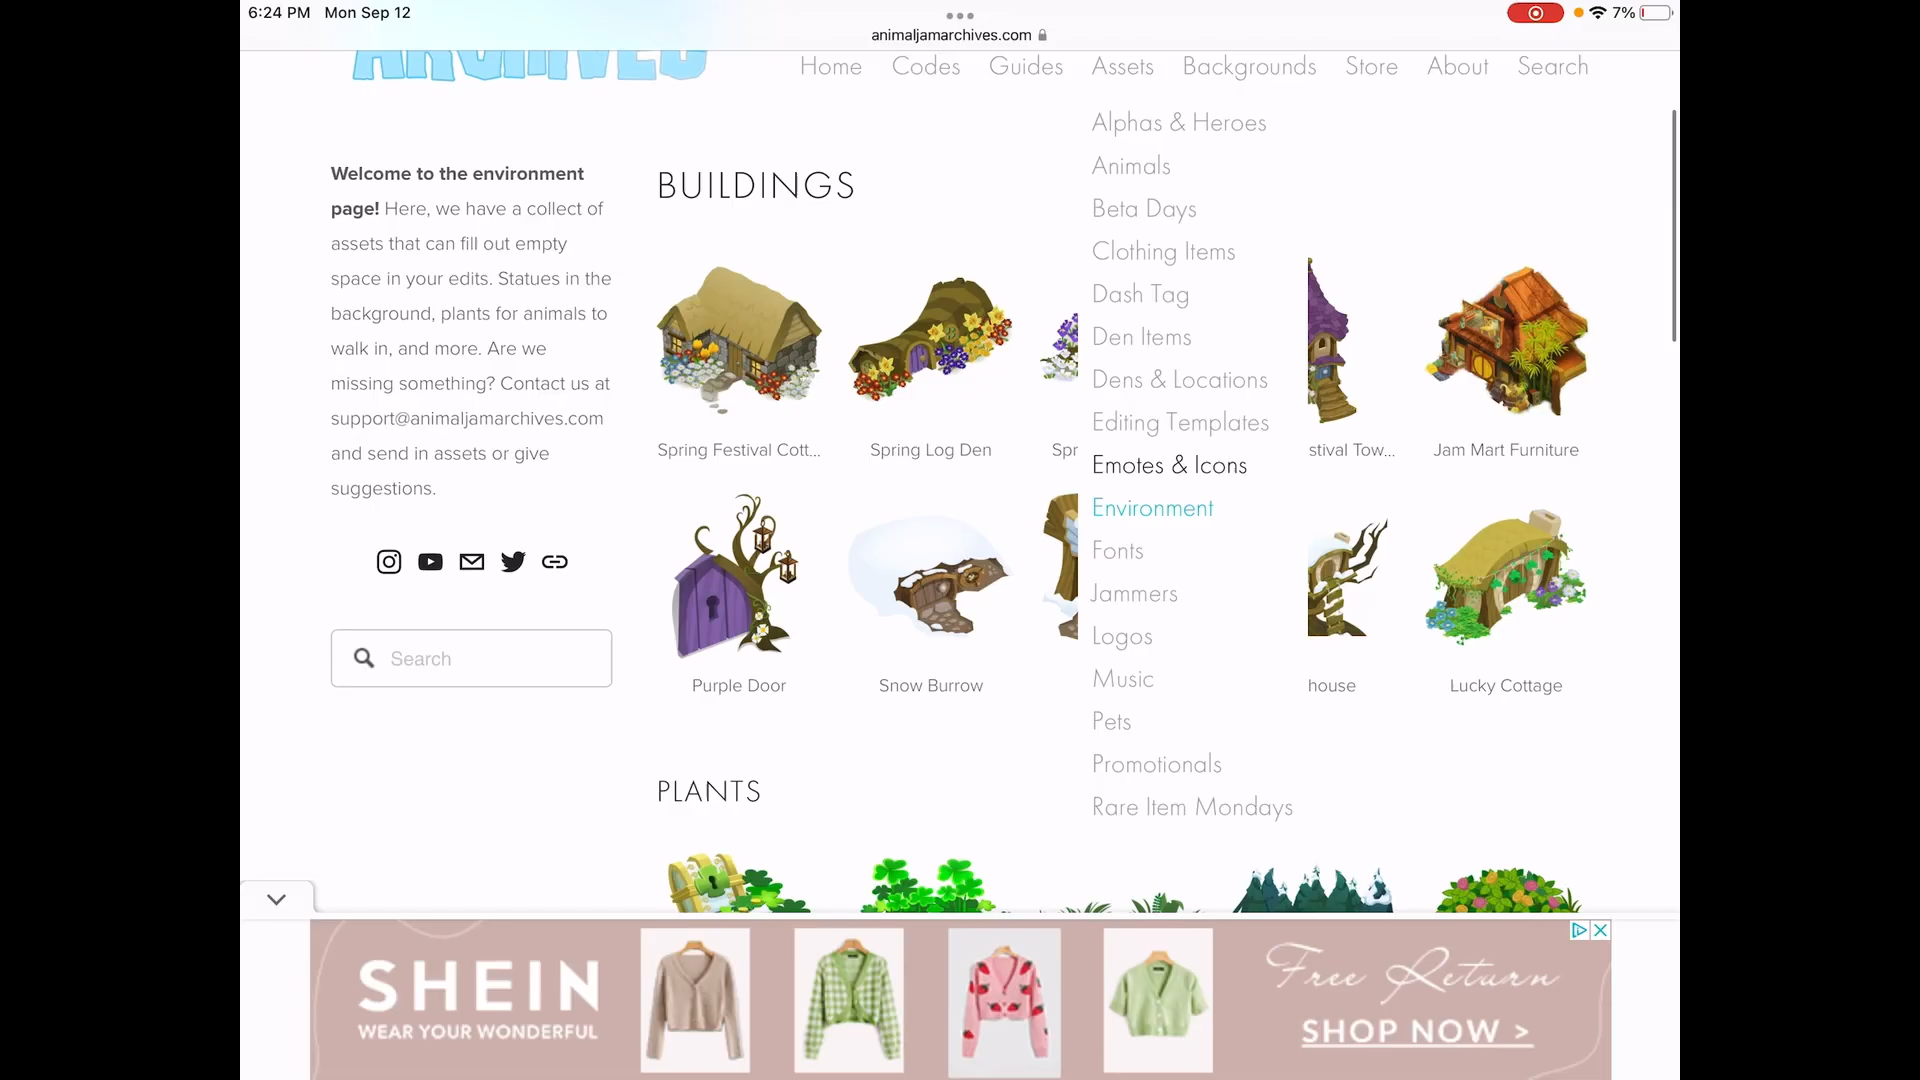 6:24 PM Mon Sep 12
7%
animaljamarchives.com
ARCHIVES
Home Codes Guides Assets Backgrounds Store About Search
Alphas & Heroes
Animals
Beta Days
Clothing Items
Dash Tag
Den Items
Dens & Locations
Editing Templates
Emotes & Icons
Environment
Fonts
Jammers
Logos
Music
Pets
Promotionals
Rare Item Mondays
Welcome to the environment
page! Here, we have a collect of
assets that can fill out empty
space in your edits. Statues in the
background, plants for animals to
walk in, and more. Are we
missing something? Contact us at
support@animaljamarchives.com
and send in assets or give
suggestions.
Search
BUILDINGS
Spring Festival Cott...
Spring Log Den
Spr
stival Tow...
Jam Mart Furniture
Purple Door
Snow Burrow
house
Lucky Cottage
PLANTS
SHEIN
WEAR YOUR WONDERFUL
Free Return
SHOP NOW >